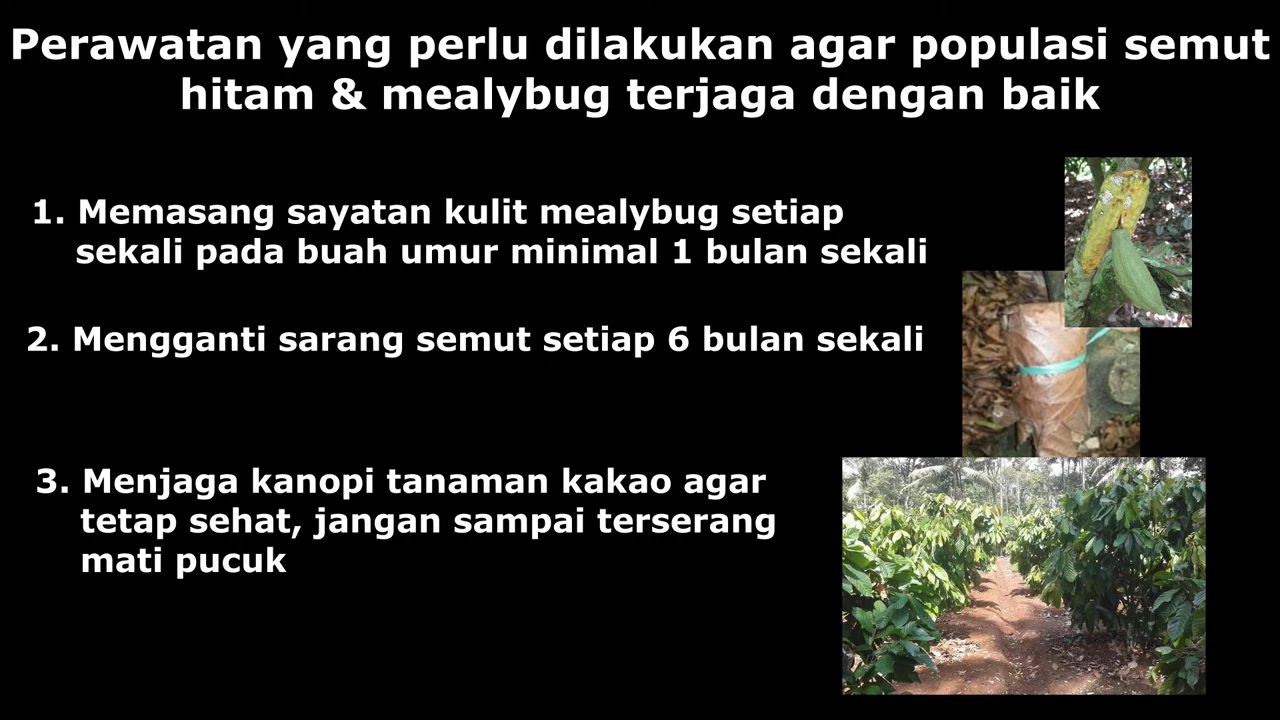 Perawatan yang perlu dilakukan agar populasi semut
hitam & mealybug terjaga dengan baik
1. Memasang sayatan kulit mealybug setiap
sekali pada buah umur minimal 1 bulan sekali
2. Mengganti sarang semut setiap 6 bulan sekali
3. Menjaga kanopi tanaman kakao agar
tetap sehat, jangan sampai terserang
mati pucuk